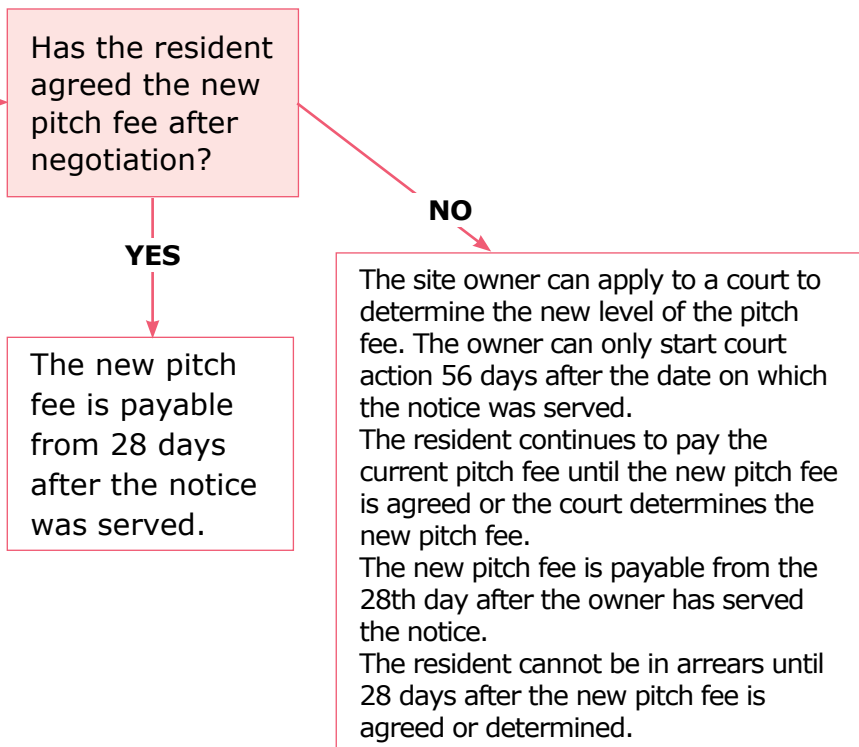 Has the resident
agreed the new
pitch fee after
negotiation?
NO
YES
The new pitch
fee is payable
from 28 days
after the notice
was served.
The site owner can apply to a court to
determine the new level of the pitch
fee. The owner can only start court
action 56 days after the date on which
the notice was served.
The resident continues to pay the
current pitch fee until the new pitch fee
is agreed or the court determines the
new pitch fee.
The new pitch fee is payable from the
28th day after the owner has served
the notice.
The resident cannot be in arrears until
28 days after the new pitch fee is
agreed or determined.